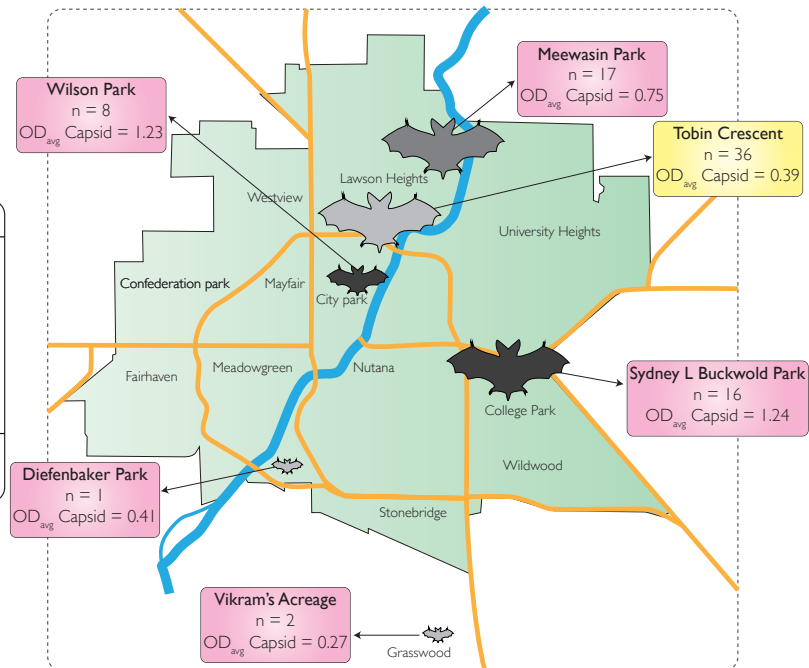 Meewasin Park
n = 17
ODavg Capsid = 0.75
Wilson Park
n = 8
ODavg Capsid = 1.23
Tobin Crescent
n = 36
ODavg Capsid = 0.39
Lawson Heights
Westview
University Heights
Confederation park
Mayfair
City park
Fairhaven
Meadowgreen
Nutana
Sydney L Buckwold Park
n = 16
ODavg Capsid = 1.24
College Park
Wildwood
Diefenbaker Park
n = 1
ODavg Capsid = 0.41
Stonebridge
Vikram's Acreage
n = 2
ODavg Capsid = 0.27
Grasswood